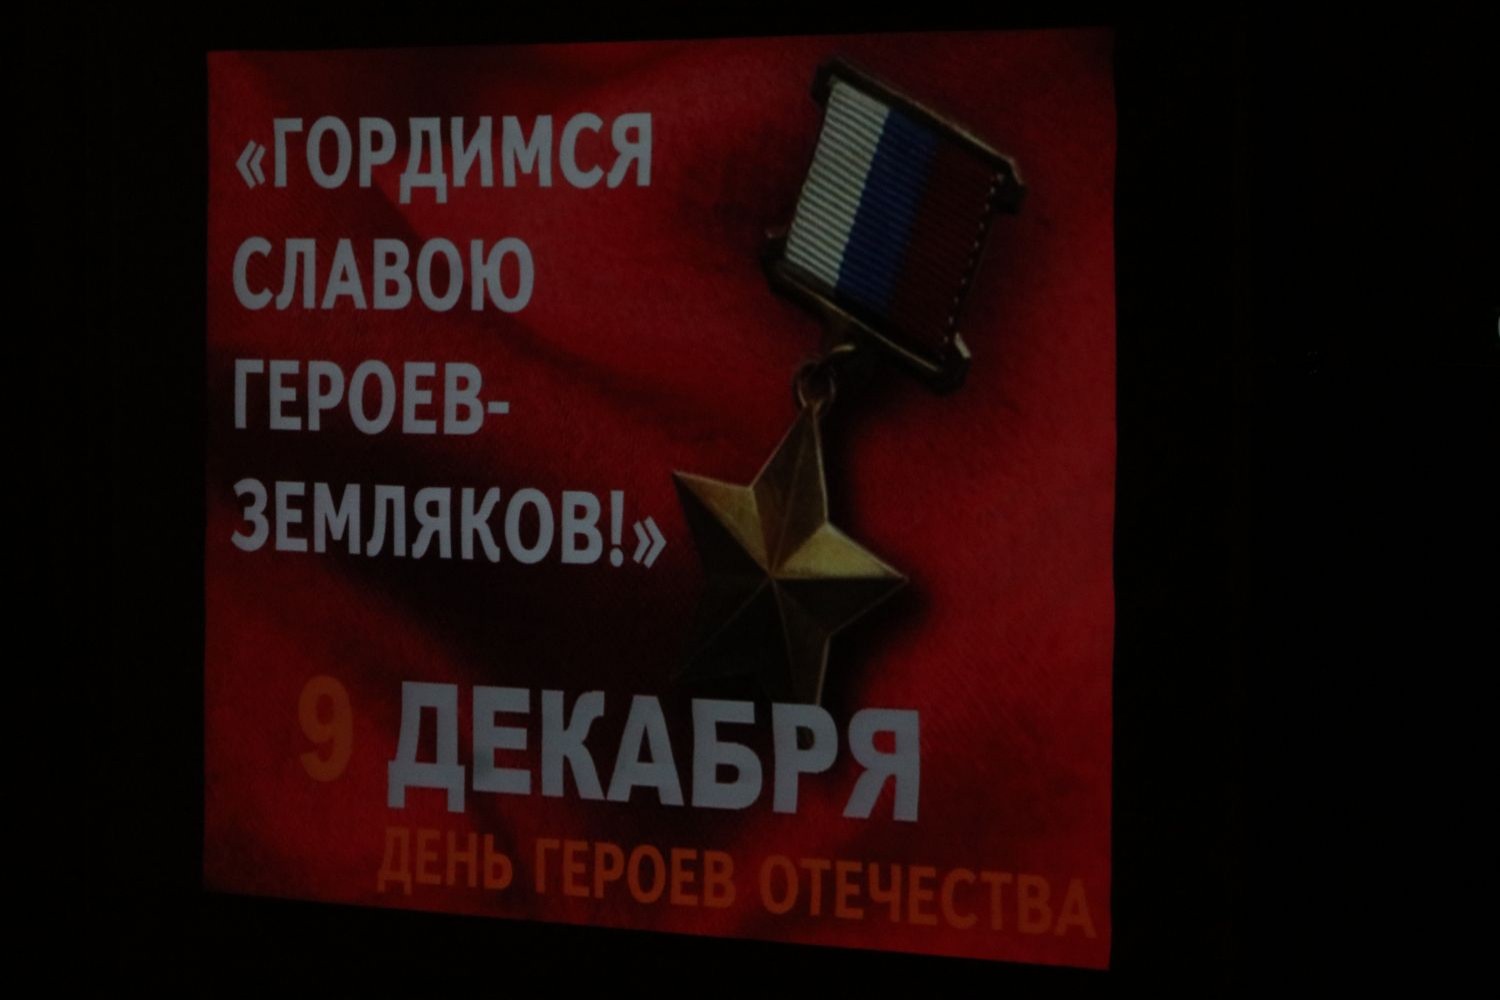 «ГОРДИМСЯ
СЛАВОЮ
ГЕРОЕВ-
ЗЕМЛЯКОВ!»
9 ДЕКАБРЯ
ДЕНЬ ГЕРОЕВ ОТЕЧЕСТВА